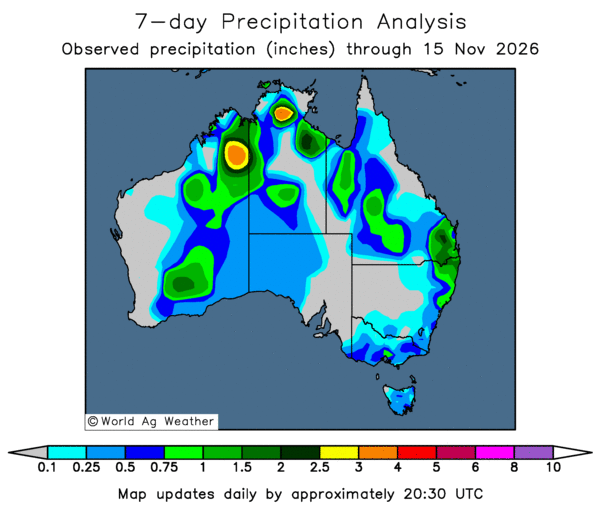 7-day Precipitation Analysis
Observed precipitation (inches) through 15 Nov 2026
©World Ag Weather
0.1 0.25 0.5 0.75 1 1.5 2 2.5 3 4 5 6 8 10
Map updates daily by approximately 20:30 UTC